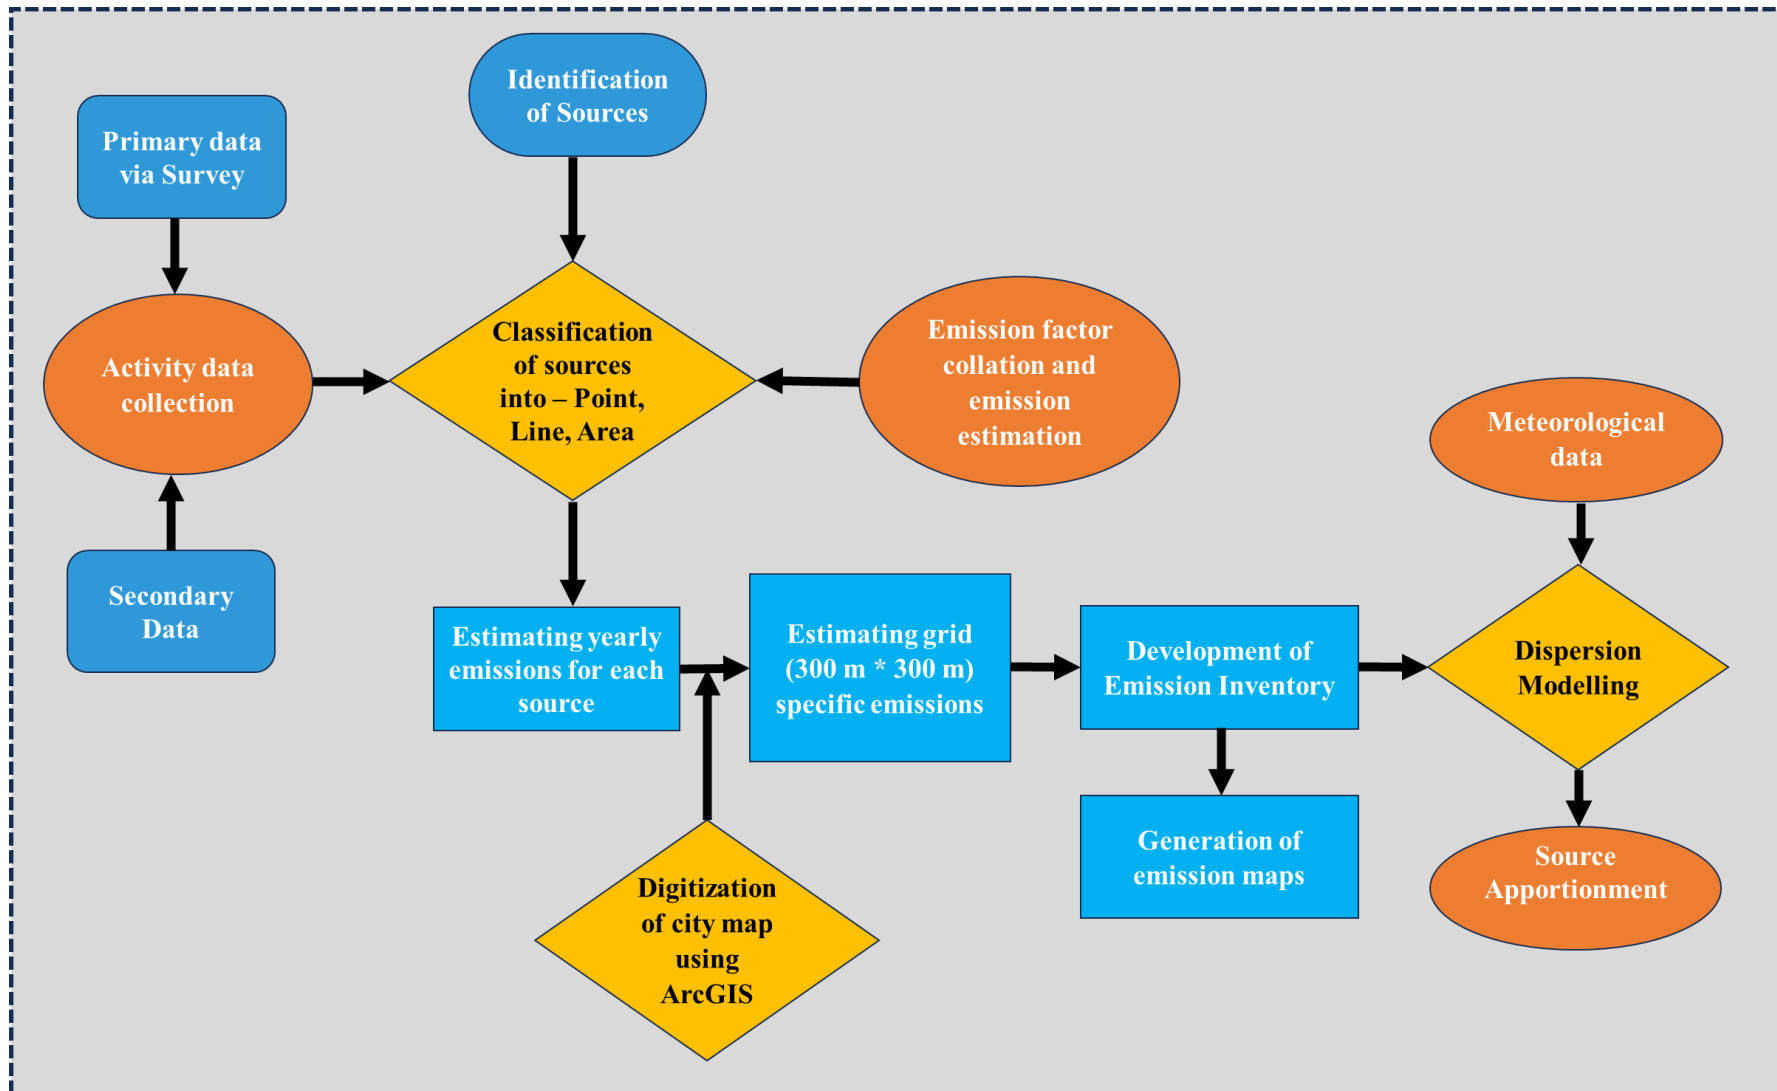 Identification
of Sources
Primary data
via Survey
Classification
of sources
into – Point,
Line, Area
Emission factor
collation and
emission
estimation
Activity data
collection
Meteorological
data
Secondary
Data
Estimating yearly
emissions for each
source
Estimating grid
(300 m * 300 m)
specific emissions
Development of
Emission Inventory
Dispersion
Modelling
Generation of
emission maps
Source
Apportionment
Digitization
of city map
using
ArcGIS